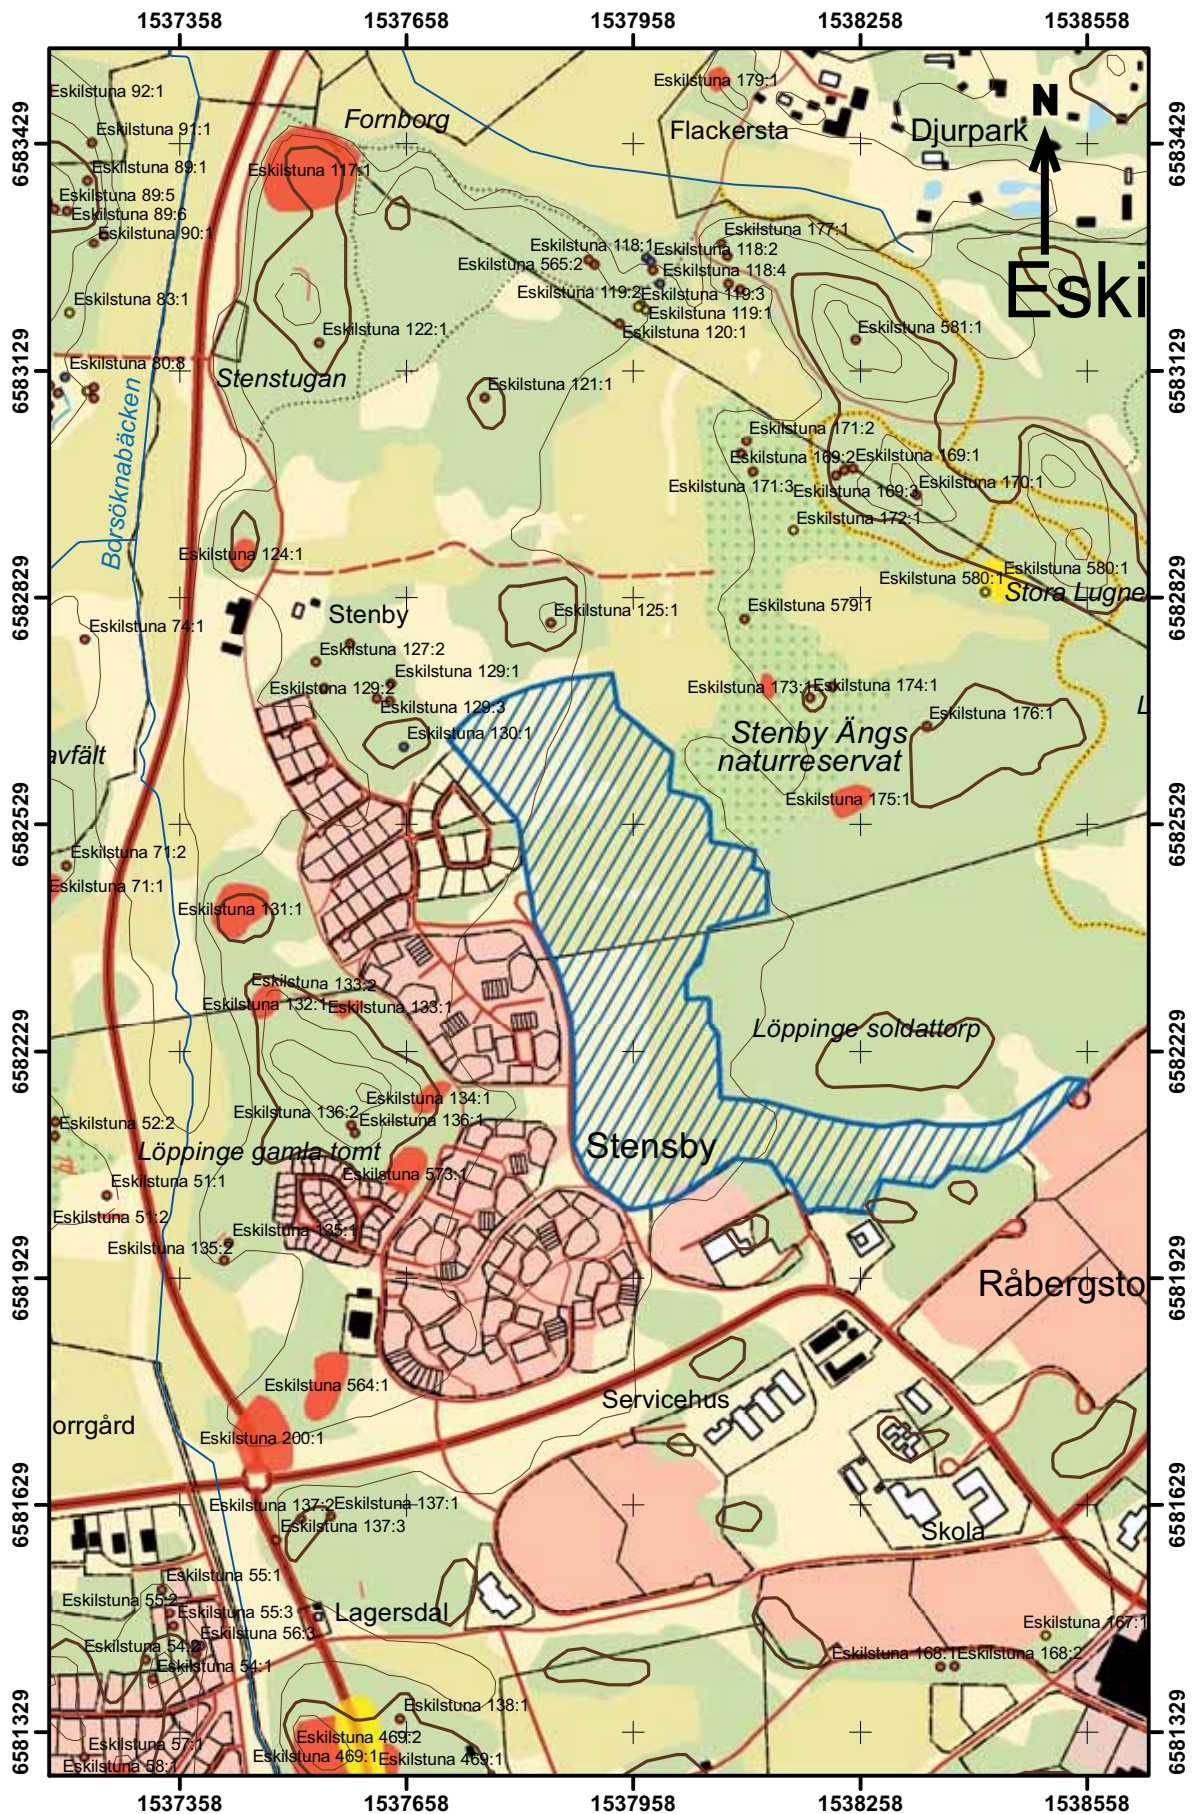 1537358 1537658 1537958 1538258 1538558
Eskilstuna 92:1
Eskilstuna 179:1
Fornborg
Flackersta
Djurpark
N
Eskilstuna 91:1
6583429
6583429
Eskilstuna 89:1
Eskilstuna 117:1
Eskilstuna 89:5
Eskilstuna 89:6
Eskilstuna 90:1
Eskilstuna 177:1
Eskilstuna 118:1
Eskilstuna 118:2
Eskilstuna 565:2
Eskilstuna 118:4
Eskilstuna 83:1
Eskilstuna 119:2
Eskilstuna 119:3
Eski
Eskilstuna 119:1
Eskilstuna 120:1
Eskilstuna 122:1
Eskilstuna 581:1
6583129
6583129
Eskilstuna 80:8
Stenstugan
Eskilstuna 121:1
Borsöknabäcken
Eskilstuna 171:2
Eskilstuna 169:2
Eskilstuna 169:1
Eskilstuna 171:3
Eskilstuna 169:3
Eskilstuna 170:1
Eskilstuna 172:1
Eskilstuna 124:1
Eskilstuna 580:1
Eskilstuna 580:1
6582829
6582829
Stora Lugne
Stenby
Eskilstuna 125:1
Eskilstuna 579:1
Eskilstuna 74:1
Eskilstuna 127:2
Eskilstuna 129:1
Eskilstuna 129:2
Eskilstuna 129:3
Eskilstuna 173:1
Eskilstuna 174:1
Eskilstuna 130:1
Eskilstuna 176:1
L
Stenby Ängs
naturreservat
avfält
Eskilstuna 175:1
6582529
6582529
Eskilstuna 71:2
Eskilstuna 71:1
Eskilstuna 131:1
Eskilstuna 133:2
Eskilstuna 132:1
Eskilstuna 133:1
Löppinge soldattorp
6582229
6582229
Eskilstuna 134:1
Eskilstuna 136:2
Eskilstuna 136:1
Eskilstuna 52:2
Löppinge gamla tomt
Stensby
Eskilstuna 573:1
Eskilstuna 51:1
Eskilstuna 51:2
Eskilstuna 135:1
Eskilstuna 135:2
6581929
6581929
Råbergsto
Eskilstuna 564:1
Servicehus
orrgård
Eskilstuna 200:1
6581629
6581629
Eskilstuna 137:2
Eskilstuna 137:1
Eskilstuna 137:3
Skola
Eskilstuna 55:1
Eskilstuna 55:2
Eskilstuna 55:3
Lagersdal
Eskilstuna 56:3
Eskilstuna 167:1
Eskilstuna 54:2
Eskilstuna 54:1
Eskilstuna 168:1
Eskilstuna 168:2
Eskilstuna 138:1
6581329
6581329
Eskilstuna 57:1
Eskilstuna 469:2
Eskilstuna 58:1
Eskilstuna 469:1
Eskilstuna 469:1
1537358 1537658 1537958 1538258 1538558